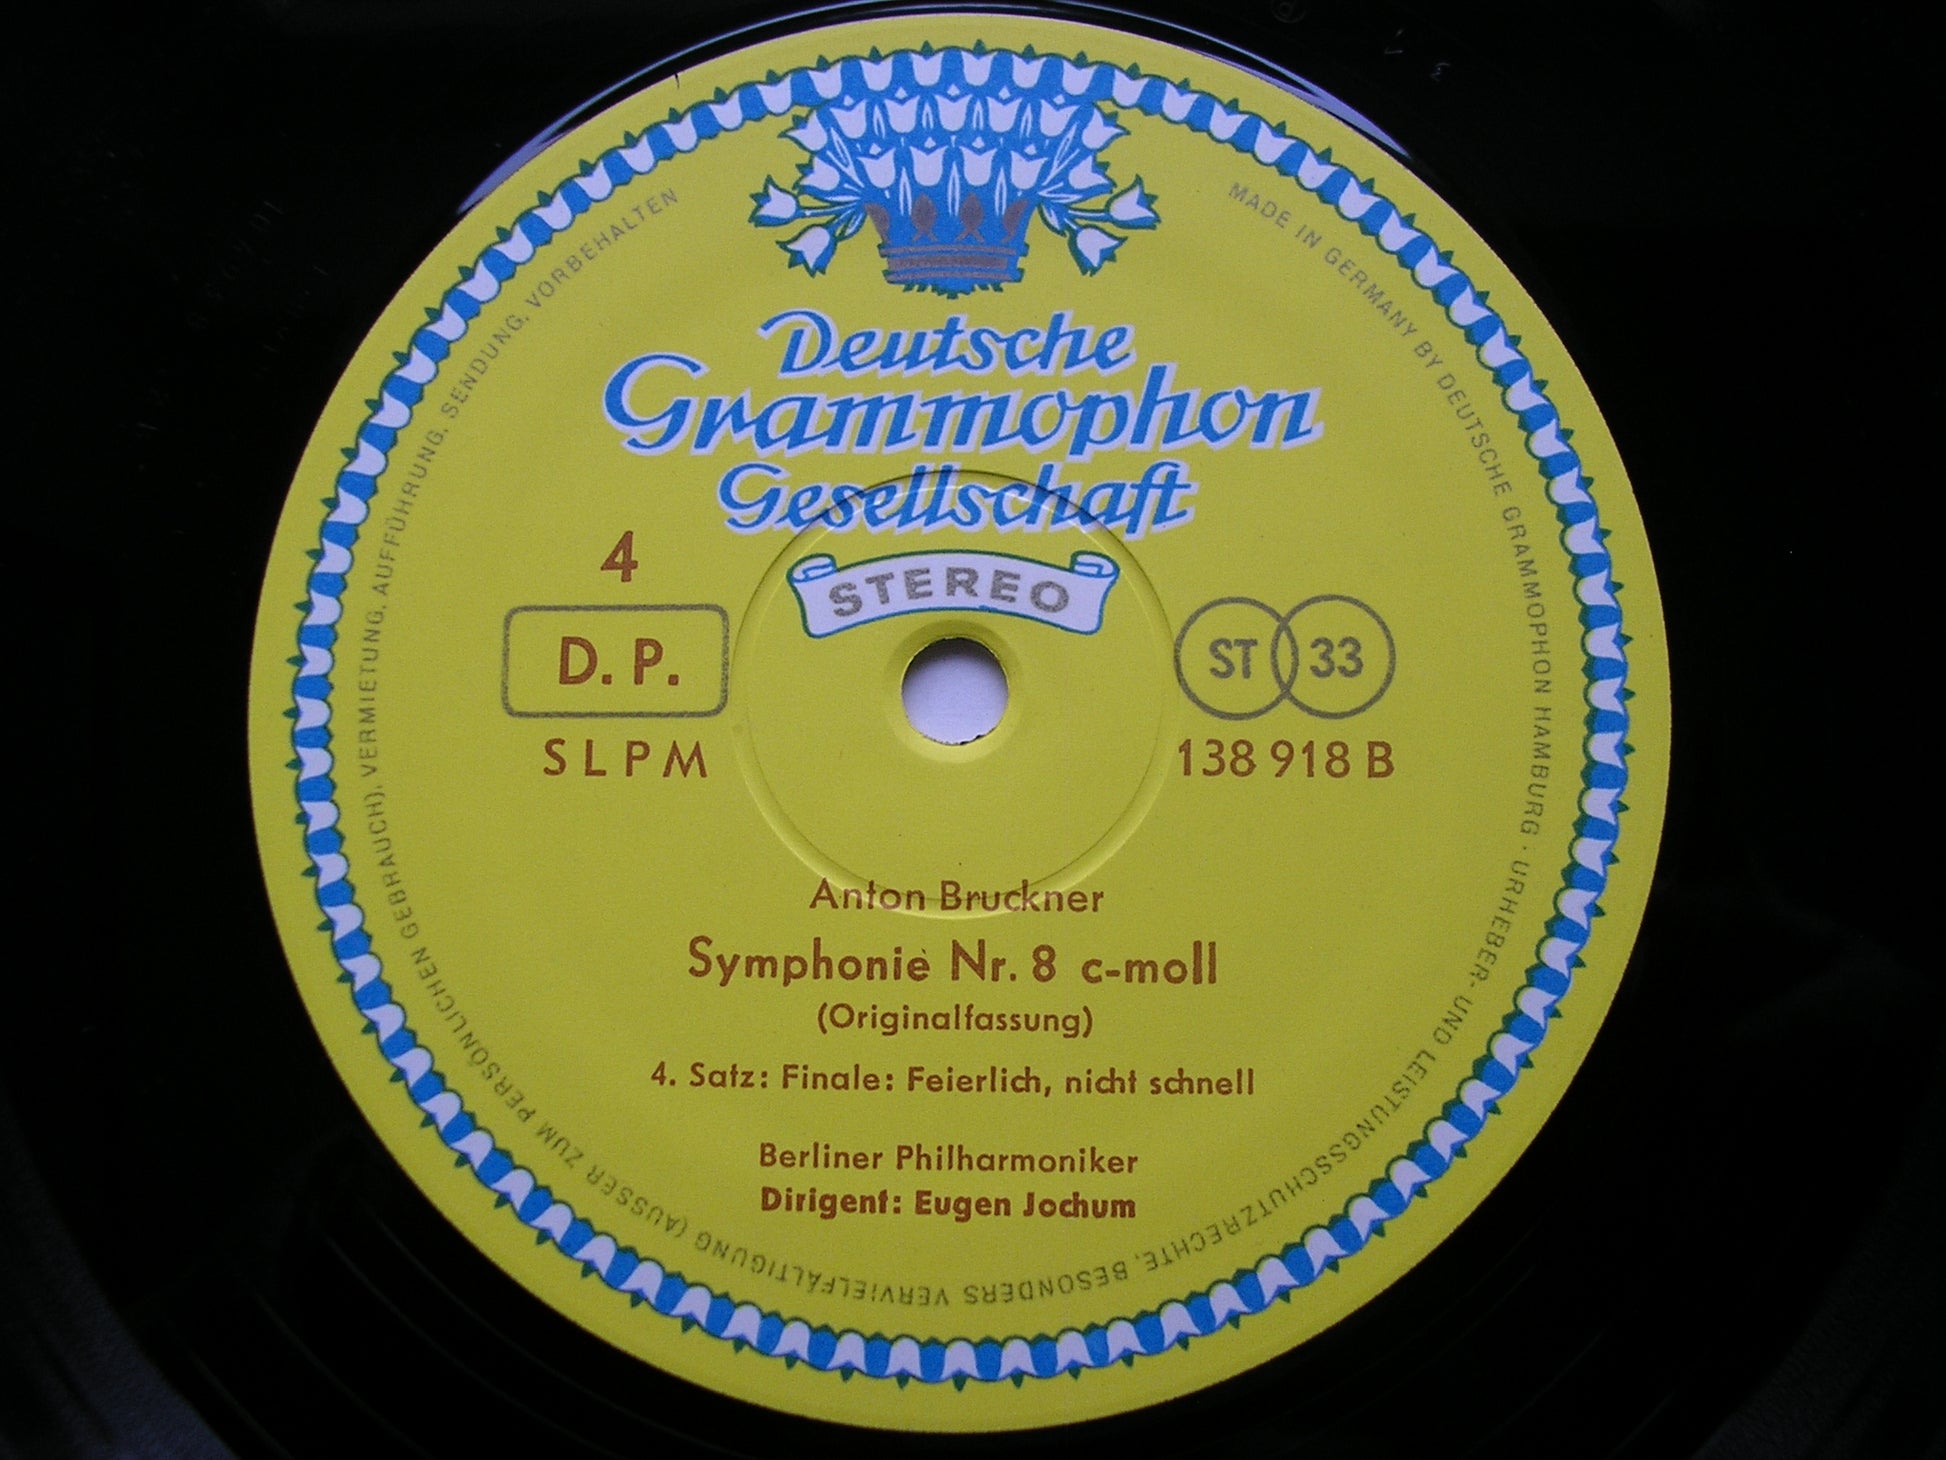 Deutsche
Grammophon
Gesellschaft
STEREO
4
D. P.
ST 33
SLPM
138 918 B
Anton Bruckner
Symphonie Nr. 8 c-moll
(Originalfassung)
4. Satz: Finale: Feierlich, nicht schnell
Berliner Philharmoniker
Dirigent: Eugen Jochum
MADE IN GERMANY BY DEUTSCHE GRAMMOPHON HAMBURG · URHEBER- UND LEISTUNGSSCHUTZRECHTE, BESONDERS VERVIELFÄLTIGUNG (AUSSER ZUM PERSÖNLICHEN GEBRAUCH), VERMIETUNG, AUFFÜHRUNG, SENDUNG, VORBEHALTEN